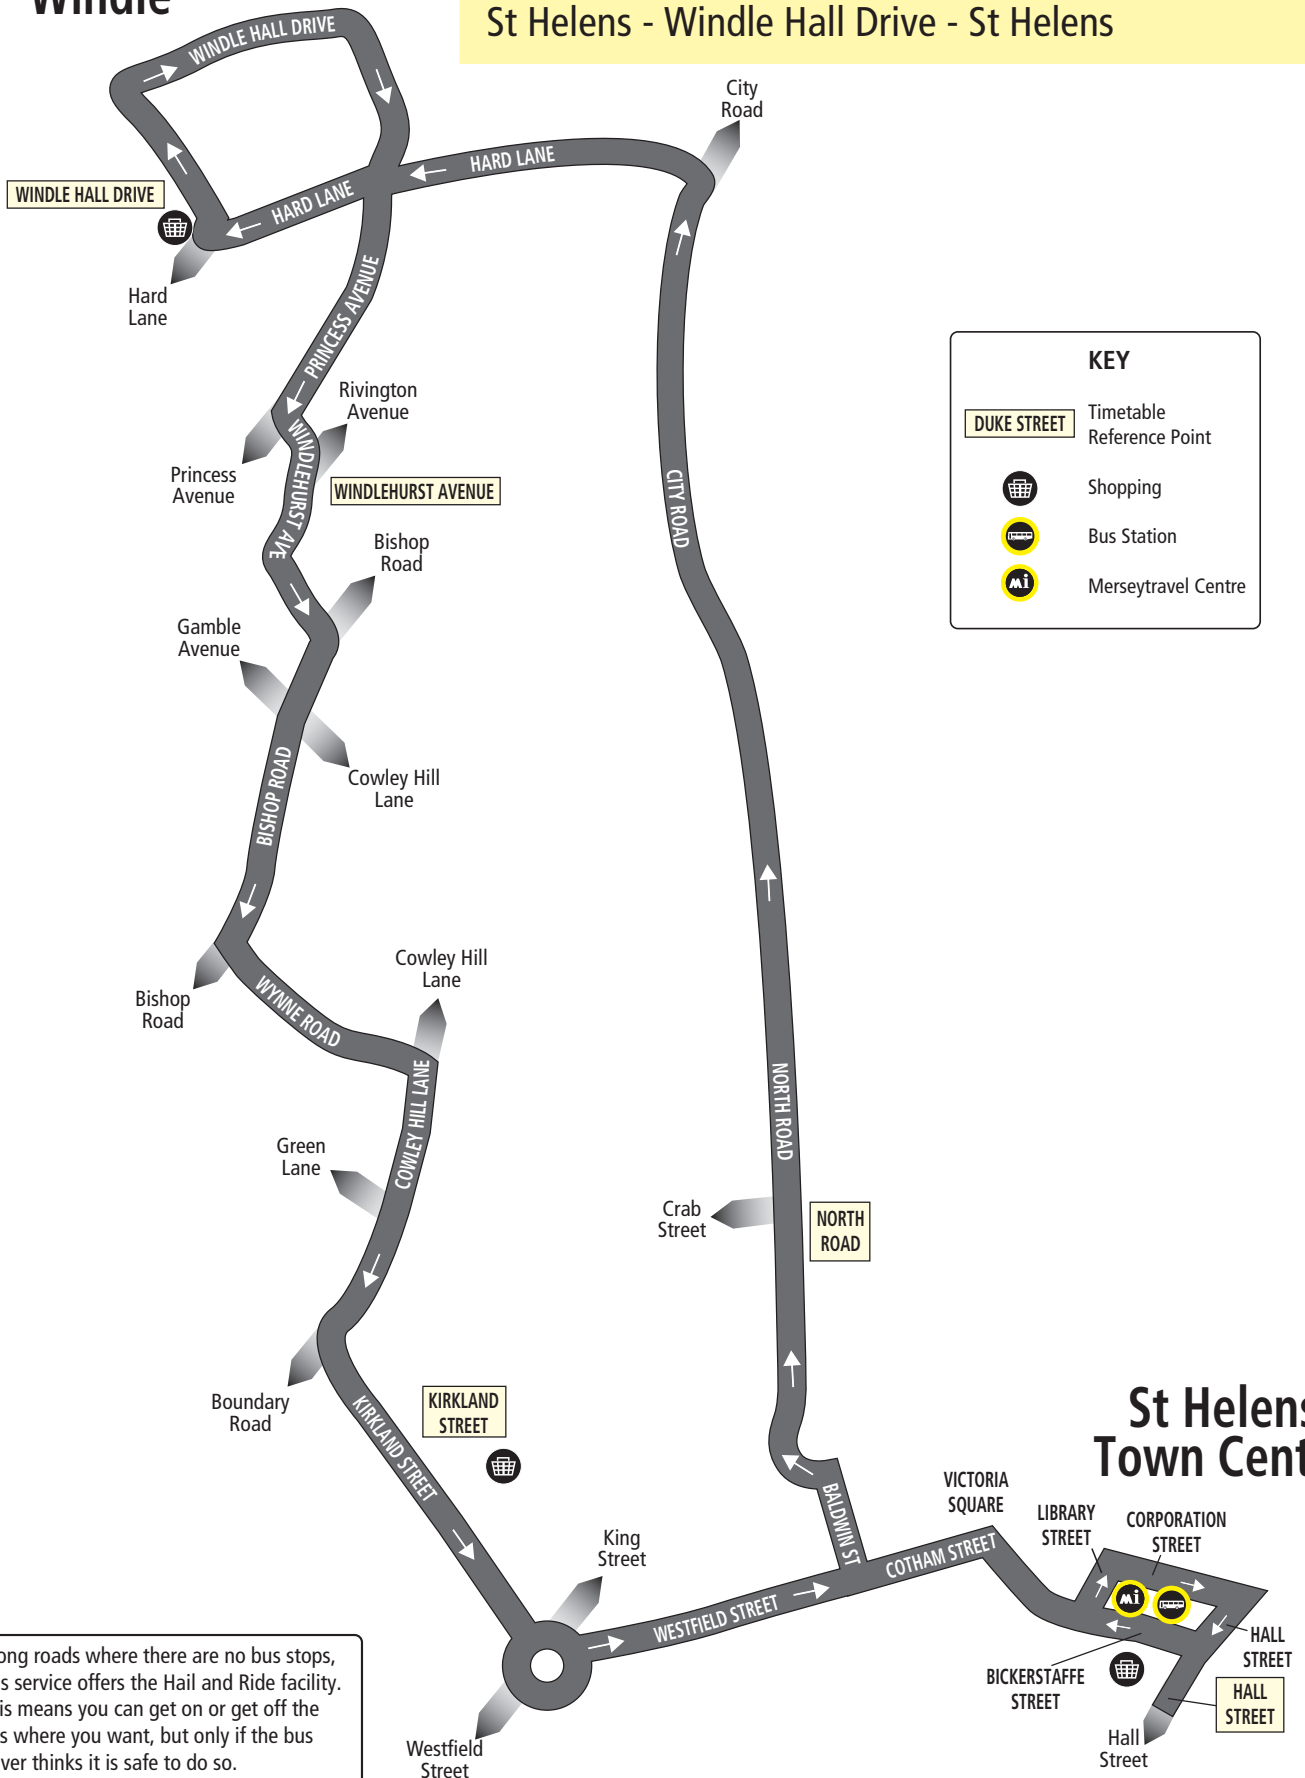 Windle
St Helens - Windle Hall Drive - St Helens
WINDLE HALL DRIVE
City
Road
HARD LANE
HARD LANE
WINDLE HALL DRIVE
Hard
Lane
PRINCESS AVENUE
KEY
DUKE STREET
Timetable
Reference Point
Shopping
Bus Station
Merseytravel Centre
Rivington
Avenue
Princess
Avenue
WINDLEHURST AVE
WINDLEHURST AVENUE
CITY ROAD
Bishop
Road
Gamble
Avenue
Cowley Hill
Lane
BISHOP ROAD
Cowley Hill
Lane
Bishop
Road
WYNNE ROAD
COWLEY HILL LANE
NORTH ROAD
Green
Lane
Crab
Street
NORTH
ROAD
Boundary
Road
KIRKLAND STREET
KIRKLAND
STREET
St Helens
Town Cent
VICTORIA
SQUARE
LIBRARY
STREET
CORPORATION
STREET
BALDWIN ST
COTHAM STREET
King
Street
WESTFIELD STREET
mi
HALL
STREET
BICKERSTAFFE
STREET
HALL
STREET
Hall
Street
Westfield
Street
ong roads where there are no bus stops,
s service offers the Hail and Ride facility.
is means you can get on or get off the
s where you want, but only if the bus
ver thinks it is safe to do so.